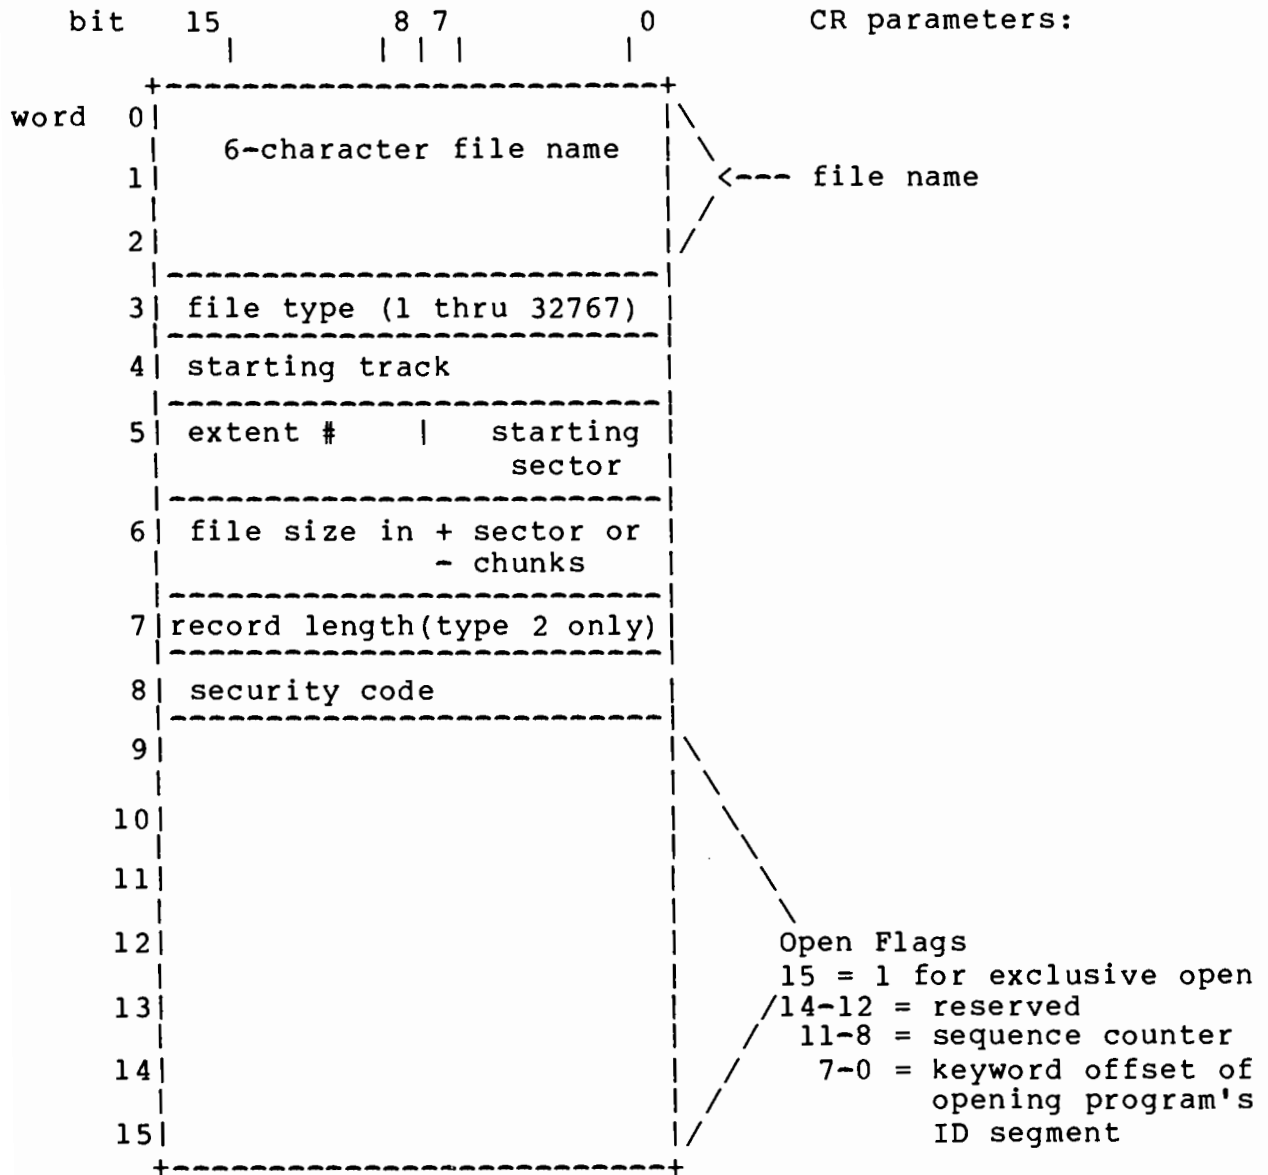 bit 15 8 7 0 CR parameters:
word 0
6-character file name
1 <--- file name
2
3 file type (1 thru 32767)
4 starting track
5 extent # | starting
sector
6 file size in + sector or
- chunks
7 record length(type 2 only)
8 security code
9
10
11
12 Open Flags
15 = 1 for exclusive open
13 14-12 = reserved
11-8 = sequence counter
14 7-0 = keyword offset of
opening program's
15 ID segment